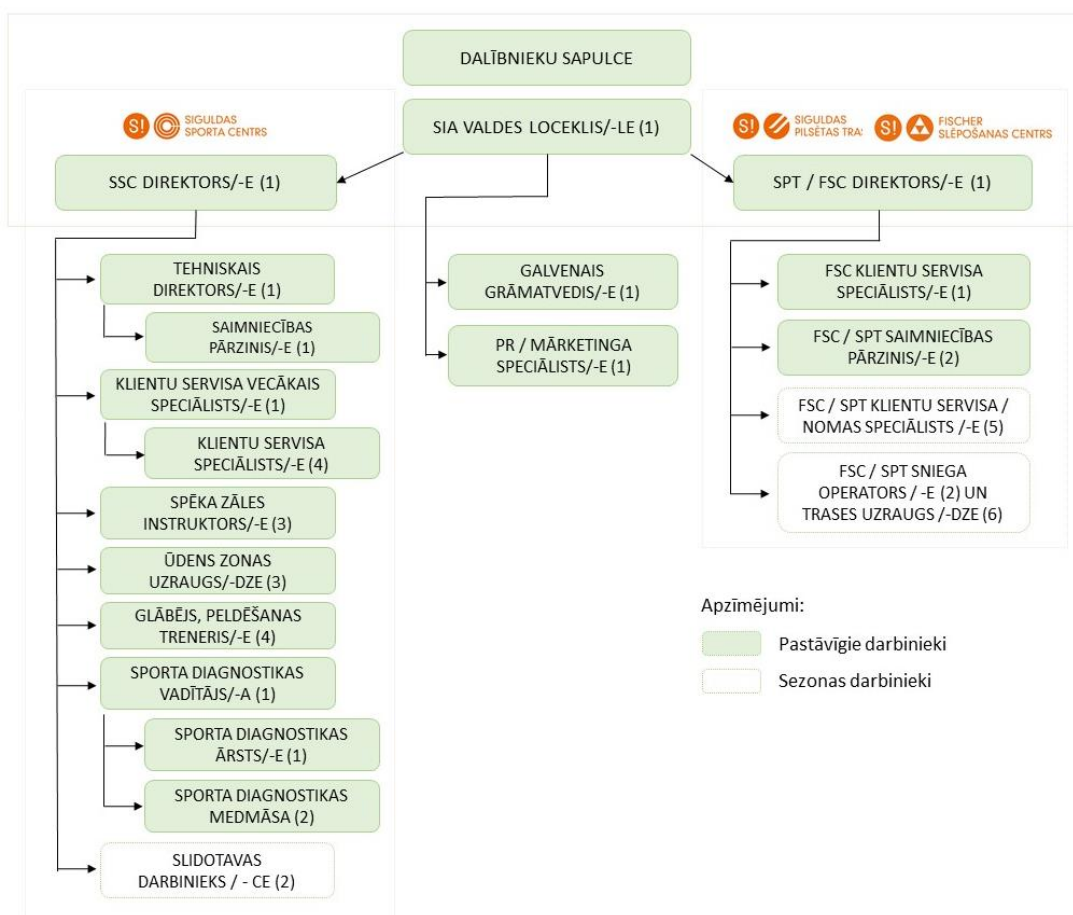 DALĪBNIEKU SAPULCE
S! SIGULDAS
SPORTA CENTRS
SIA VALDES LOCEKLIS/-LE (1)
S! SIGULDAS
PILSĒTAS TRA
S! FISCHER
SLĒPOŠANAS CENTRS
SSC DIREKTORS/-E (1)
SPT / FSC DIREKTORS/-E (1)
TEHNISKAIS
DIREKTORS/-E (1)
SAIMNIECĪBAS
PĀRZINIS/-E (1)
KLIENTU SERVISA VECĀKAIS
SPECIĀLISTS/-E (1)
KLIENTU SERVISA
SPECIĀLISTS/-E (4)
SPĒKA ZĀLES
INSTRUKTORS/-E (3)
ŪDENS ZONAS
UZRAUGS/-DZE (3)
GLĀBĒJS, PELDĒŠANAS
TRENERIS/-E (4)
SPORTA DIAGNOSTIKAS
VADĪTĀJS/-A (1)
SPORTA DIAGNOSTIKAS
ĀRSTS/-E (1)
SPORTA DIAGNOSTIKAS
MEDMĀSA (2)
SLIDOTAVAS
DARBINIEKS / - CE (2)
GALVENAIS
GRĀMATVEDIS/-E (1)
PR / MĀRKETINGA
SPECIĀLISTS/-E (1)
FSC KLIENTU SERVISA
SPECIĀLISTS/-E (1)
FSC / SPT SAIMNIECĪBAS
PĀRZINIS/-E (2)
FSC / SPT KLIENTU SERVISA /
NOMAS SPECIĀLISTS /-E (5)
FSC / SPT SNIEGA
OPERATORS / -E (2) UN
TRASES UZRAUGS /-DZE (6)
Apzīmējumi:
Pastāvīgie darbinieki
Sezonas darbinieki